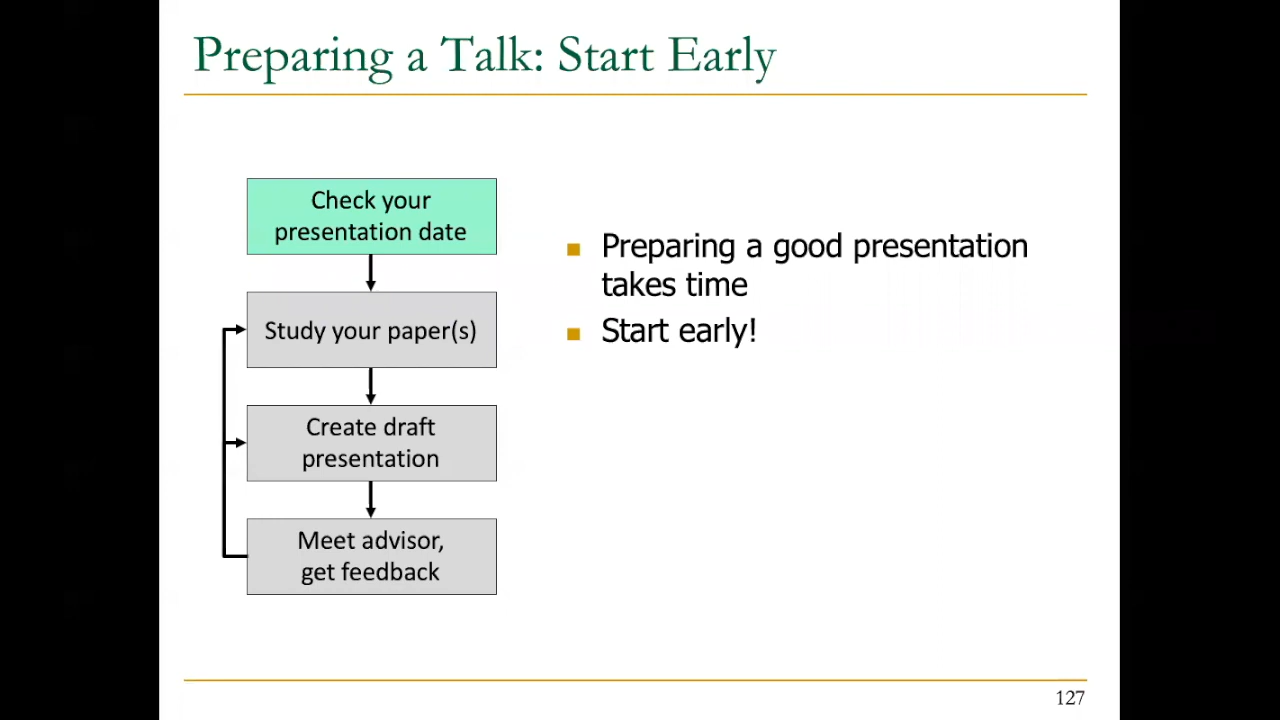 Preparing a Talk: Start Early
Check your
presentation date
Study your paper(s)
Create draft
presentation
Meet advisor,
get feedback
Preparing a good presentation
takes time
Start early!
127